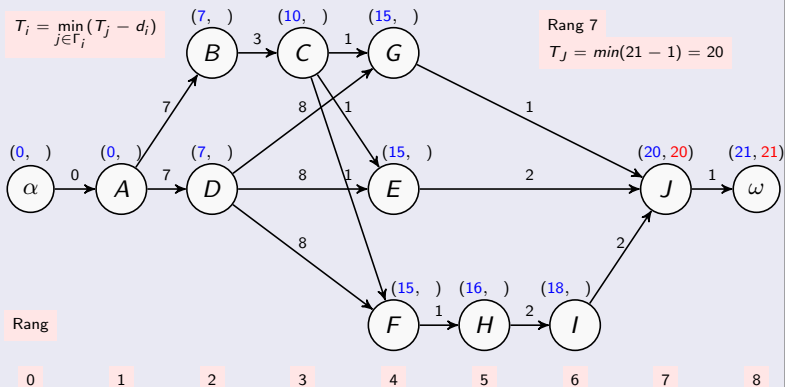 T_i = min_{j∈Γ_i}(T_j − d_i)
Rang 7
T_J = min(21 − 1) = 20
(7, )
(10, )
(15, )
B
3
C
1
G
7
8
1
1
(0, )
(0, )
(7, )
(15, )
(20, 20)
(21, 21)
α
0
A
7
D
8
1
E
2
J
1
ω
8
2
(15, )
(16, )
(18, )
F
1
H
2
I
Rang
0
1
2
3
4
5
6
7
8